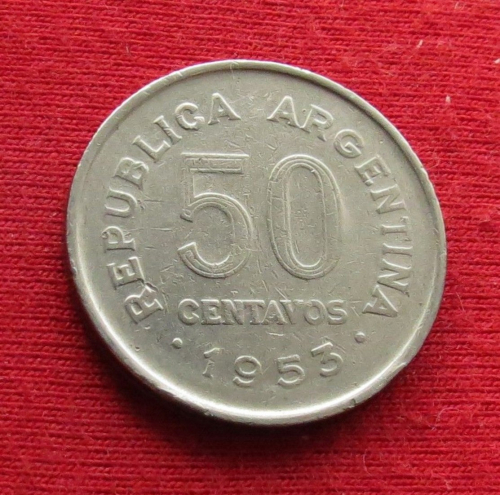 REPUBLICA ARGENTINA
50
CENTAVOS
• 1953 •